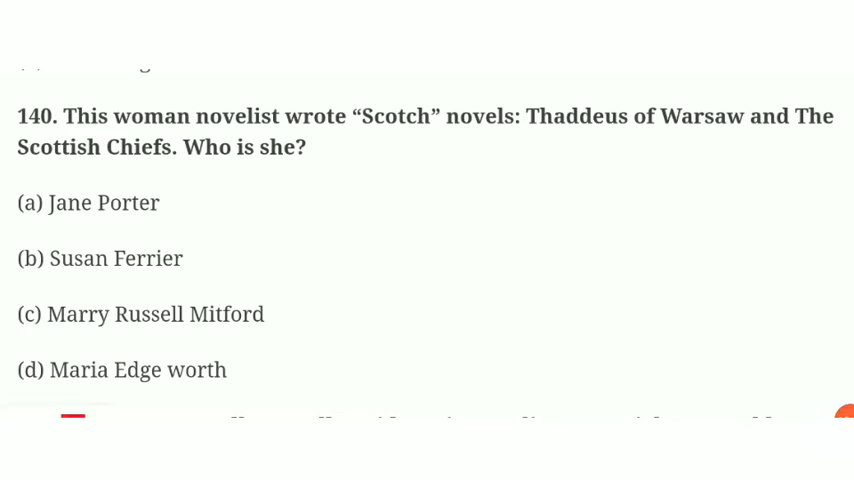 140. This woman novelist wrote “Scotch” novels: Thaddeus of Warsaw and The
Scottish Chiefs. Who is she?
(a) Jane Porter
(b) Susan Ferrier
(c) Marry Russell Mitford
(d) Maria Edge worth